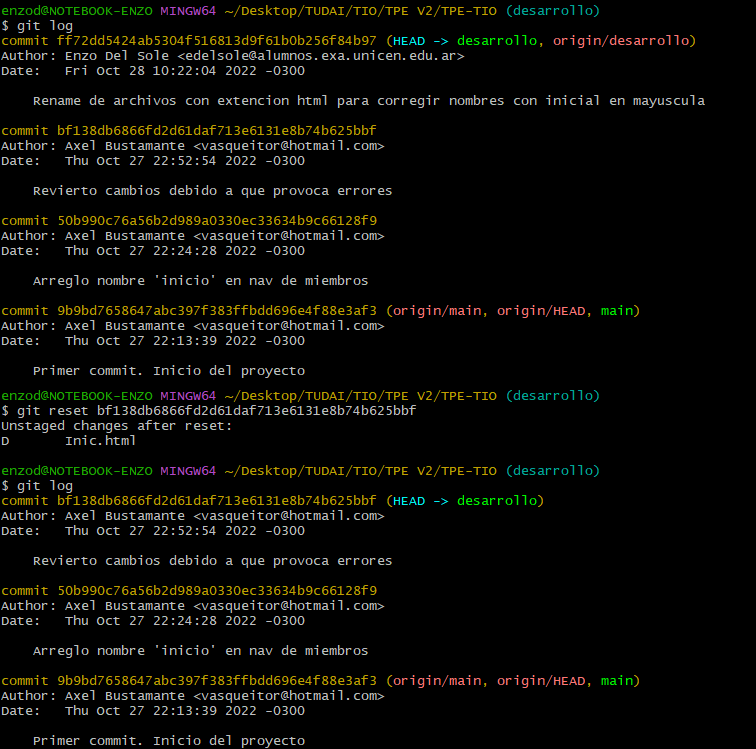 enzod@NOTEBOOK-ENZO MINGW64 ~/Desktop/TUDAI/TIO/TPE V2/TPE-TIO (desarrollo)
$ git log
commit ff72dd5424ab5304f516813d9f61b0b256f84b97 (HEAD -> desarrollo, origin/desarrollo)
Author: Enzo Del Sole <edelsole@alumnos.exa.unicen.edu.ar>
Date:   Fri Oct 28 10:22:04 2022 -0300
    Rename de archivos con extencion html para corregir nombres con inicial en mayuscula
commit bf138db6866fd2d61daf713e6131e8b74b625bbf
Author: Axel Bustamante <vasqueitor@hotmail.com>
Date:   Thu Oct 27 22:52:54 2022 -0300
    Revierto cambios debido a que provoca errores
commit 50b990c76a56b2d989a0330ec33634b9c66128f9
Author: Axel Bustamante <vasqueitor@hotmail.com>
Date:   Thu Oct 27 22:24:28 2022 -0300
    Arreglo nombre 'inicio' en nav de miembros
commit 9b9bd7658647abc397f383ffbdd696e4f88e3af3 (origin/main, origin/HEAD, main)
Author: Axel Bustamante <vasqueitor@hotmail.com>
Date:   Thu Oct 27 22:13:39 2022 -0300
    Primer commit. Inicio del proyecto
enzod@NOTEBOOK-ENZO MINGW64 ~/Desktop/TUDAI/TIO/TPE V2/TPE-TIO (desarrollo)
$ git reset bf138db6866fd2d61daf713e6131e8b74b625bbf
Unstaged changes after reset:
D       Inic.html
enzod@NOTEBOOK-ENZO MINGW64 ~/Desktop/TUDAI/TIO/TPE V2/TPE-TIO (desarrollo)
$ git log
commit bf138db6866fd2d61daf713e6131e8b74b625bbf (HEAD -> desarrollo)
Author: Axel Bustamante <vasqueitor@hotmail.com>
Date:   Thu Oct 27 22:52:54 2022 -0300
    Revierto cambios debido a que provoca errores
commit 50b990c76a56b2d989a0330ec33634b9c66128f9
Author: Axel Bustamante <vasqueitor@hotmail.com>
Date:   Thu Oct 27 22:24:28 2022 -0300
    Arreglo nombre 'inicio' en nav de miembros
commit 9b9bd7658647abc397f383ffbdd696e4f88e3af3 (origin/main, origin/HEAD, main)
Author: Axel Bustamante <vasqueitor@hotmail.com>
Date:   Thu Oct 27 22:13:39 2022 -0300
    Primer commit. Inicio del proyecto